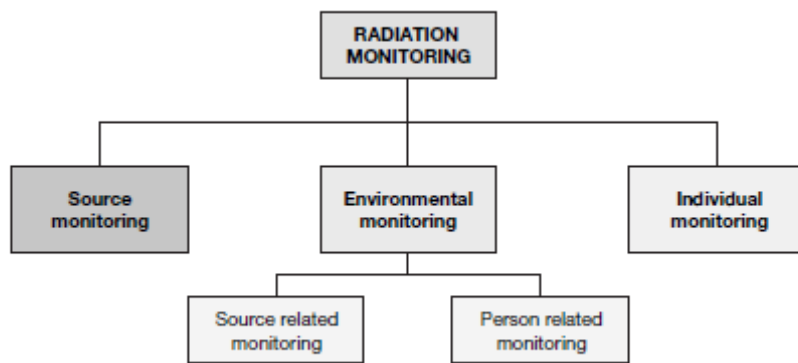 RADIATION
MONITORING
Source
monitoring
Environmental
monitoring
Individual
monitoring
Source related
monitoring
Person related
monitoring